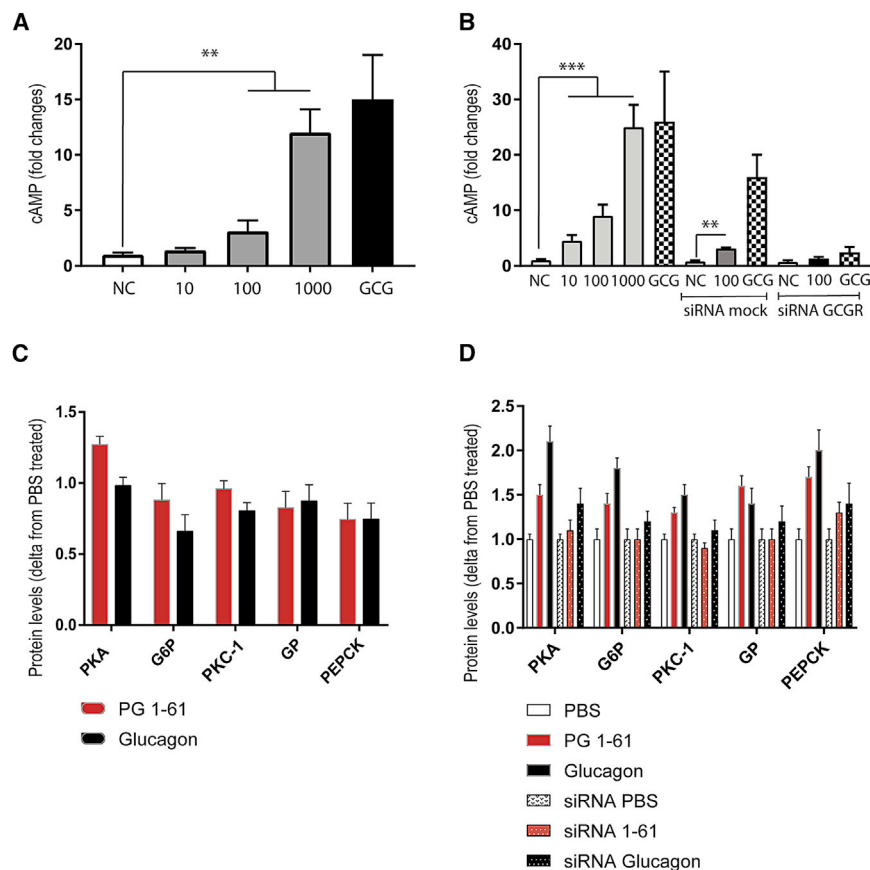 A
cAMP (fold changes)
20
15
10
5
0
**
NC 10 100 1000 GCG
B
cAMP (fold changes)
40
30
20
10
0
***
**
NC 10 100 1000 GCG NC 100 GCG NC 100 GCG
siRNA mock siRNA GCGR
C
Protein levels (delta from PBS treated)
1.5
1.0
0.5
0.0
PKA G6P PKC-1 GP PEPCK
PG 1-61
Glucagon
D
Protein levels (delta from PBS treated)
2.5
2.0
1.5
1.0
0.5
0.0
PKA G6P PKC-1 GP PEPCK
PBS
PG 1-61
Glucagon
siRNA PBS
siRNA 1-61
siRNA Glucagon